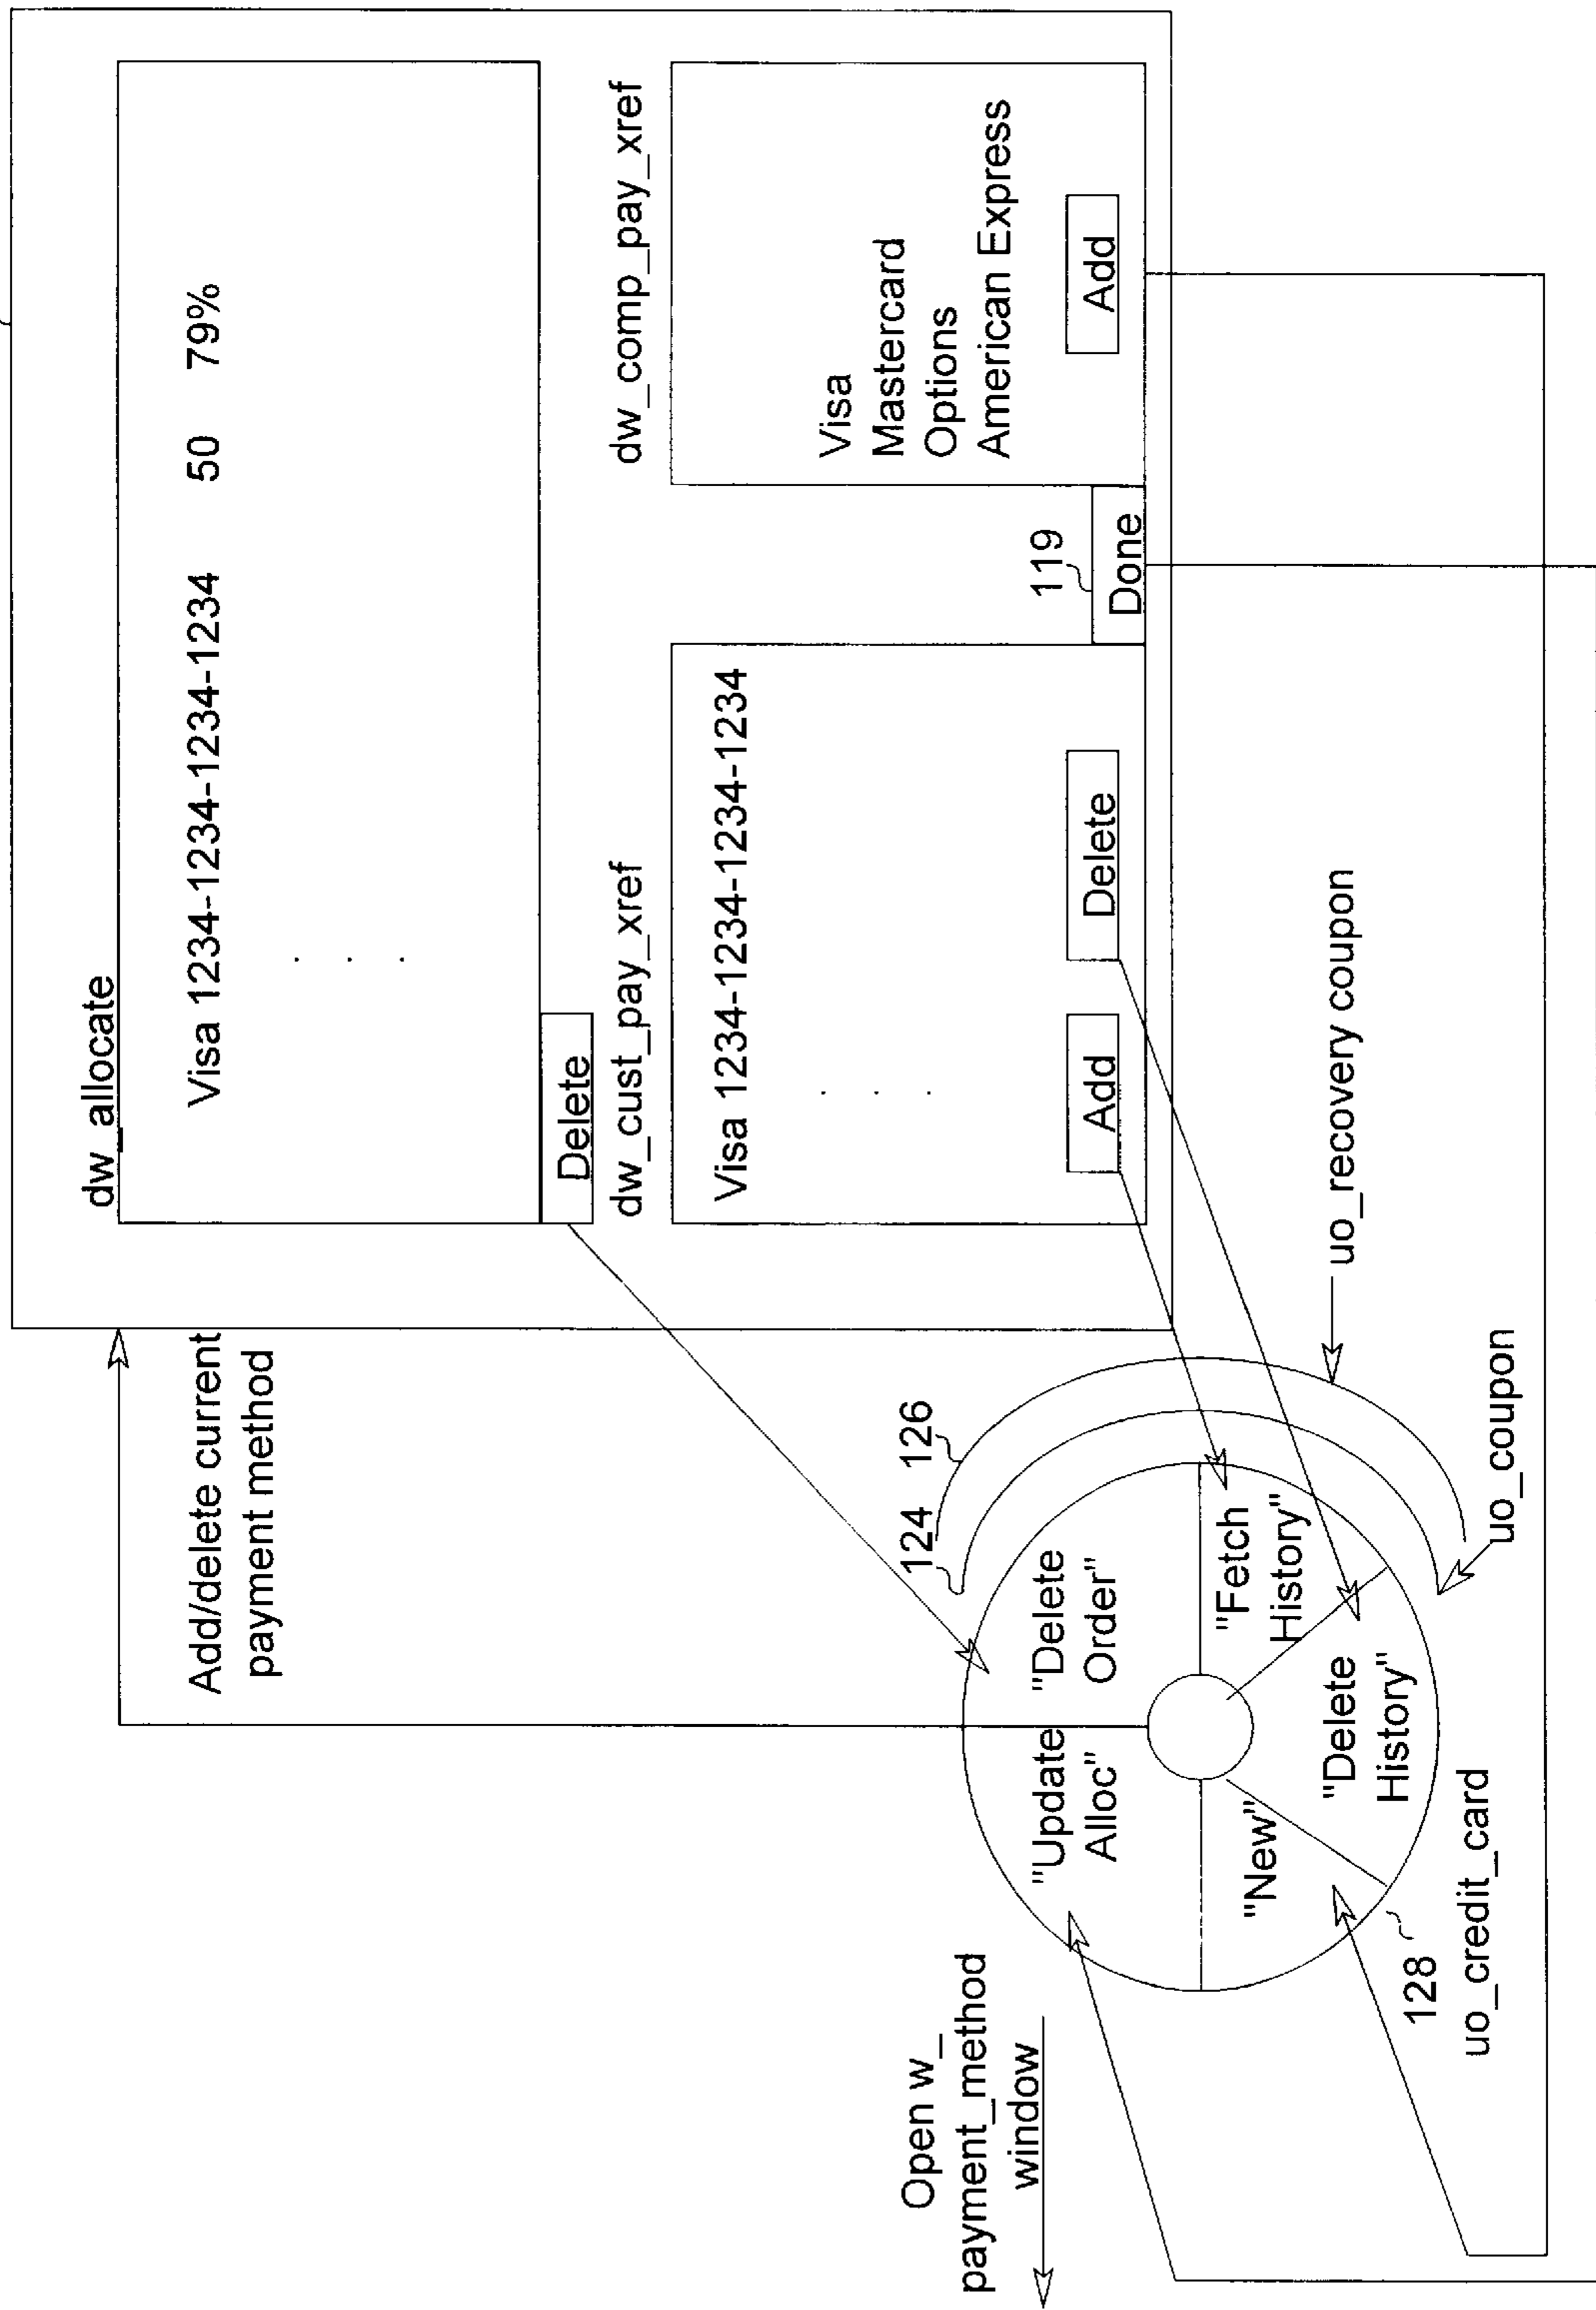 dw_allocate
Visa 1234-1234-1234-1234 50 79%
. . .
Delete
dw_cust_pay_xref
Visa 1234-1234-1234-1234
. . .
Add
Delete
119
Done
dw_comp_pay_xref
Visa
Mastercard
Options
American Express
Add
Add/delete current
payment method
Open w_
payment_method
window
"Update
Alloc"
"Delete
Order"
"New"
"Fetch
History"
"Delete
History"
124
126
128
uo_credit_card
uo_coupon
uo_recovery coupon